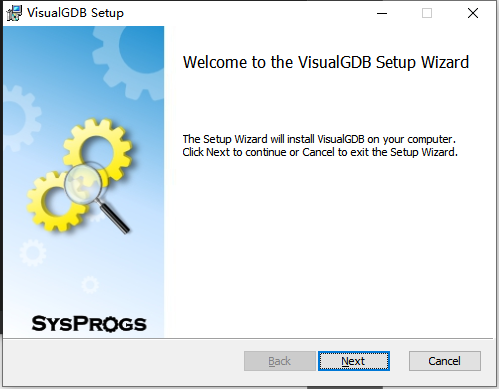 VisualGDB Setup
Welcome to the VisualGDB Setup Wizard
The Setup Wizard will install VisualGDB on your computer.
Click Next to continue or Cancel to exit the Setup Wizard.
SYSPROGS
Back
Next
Cancel